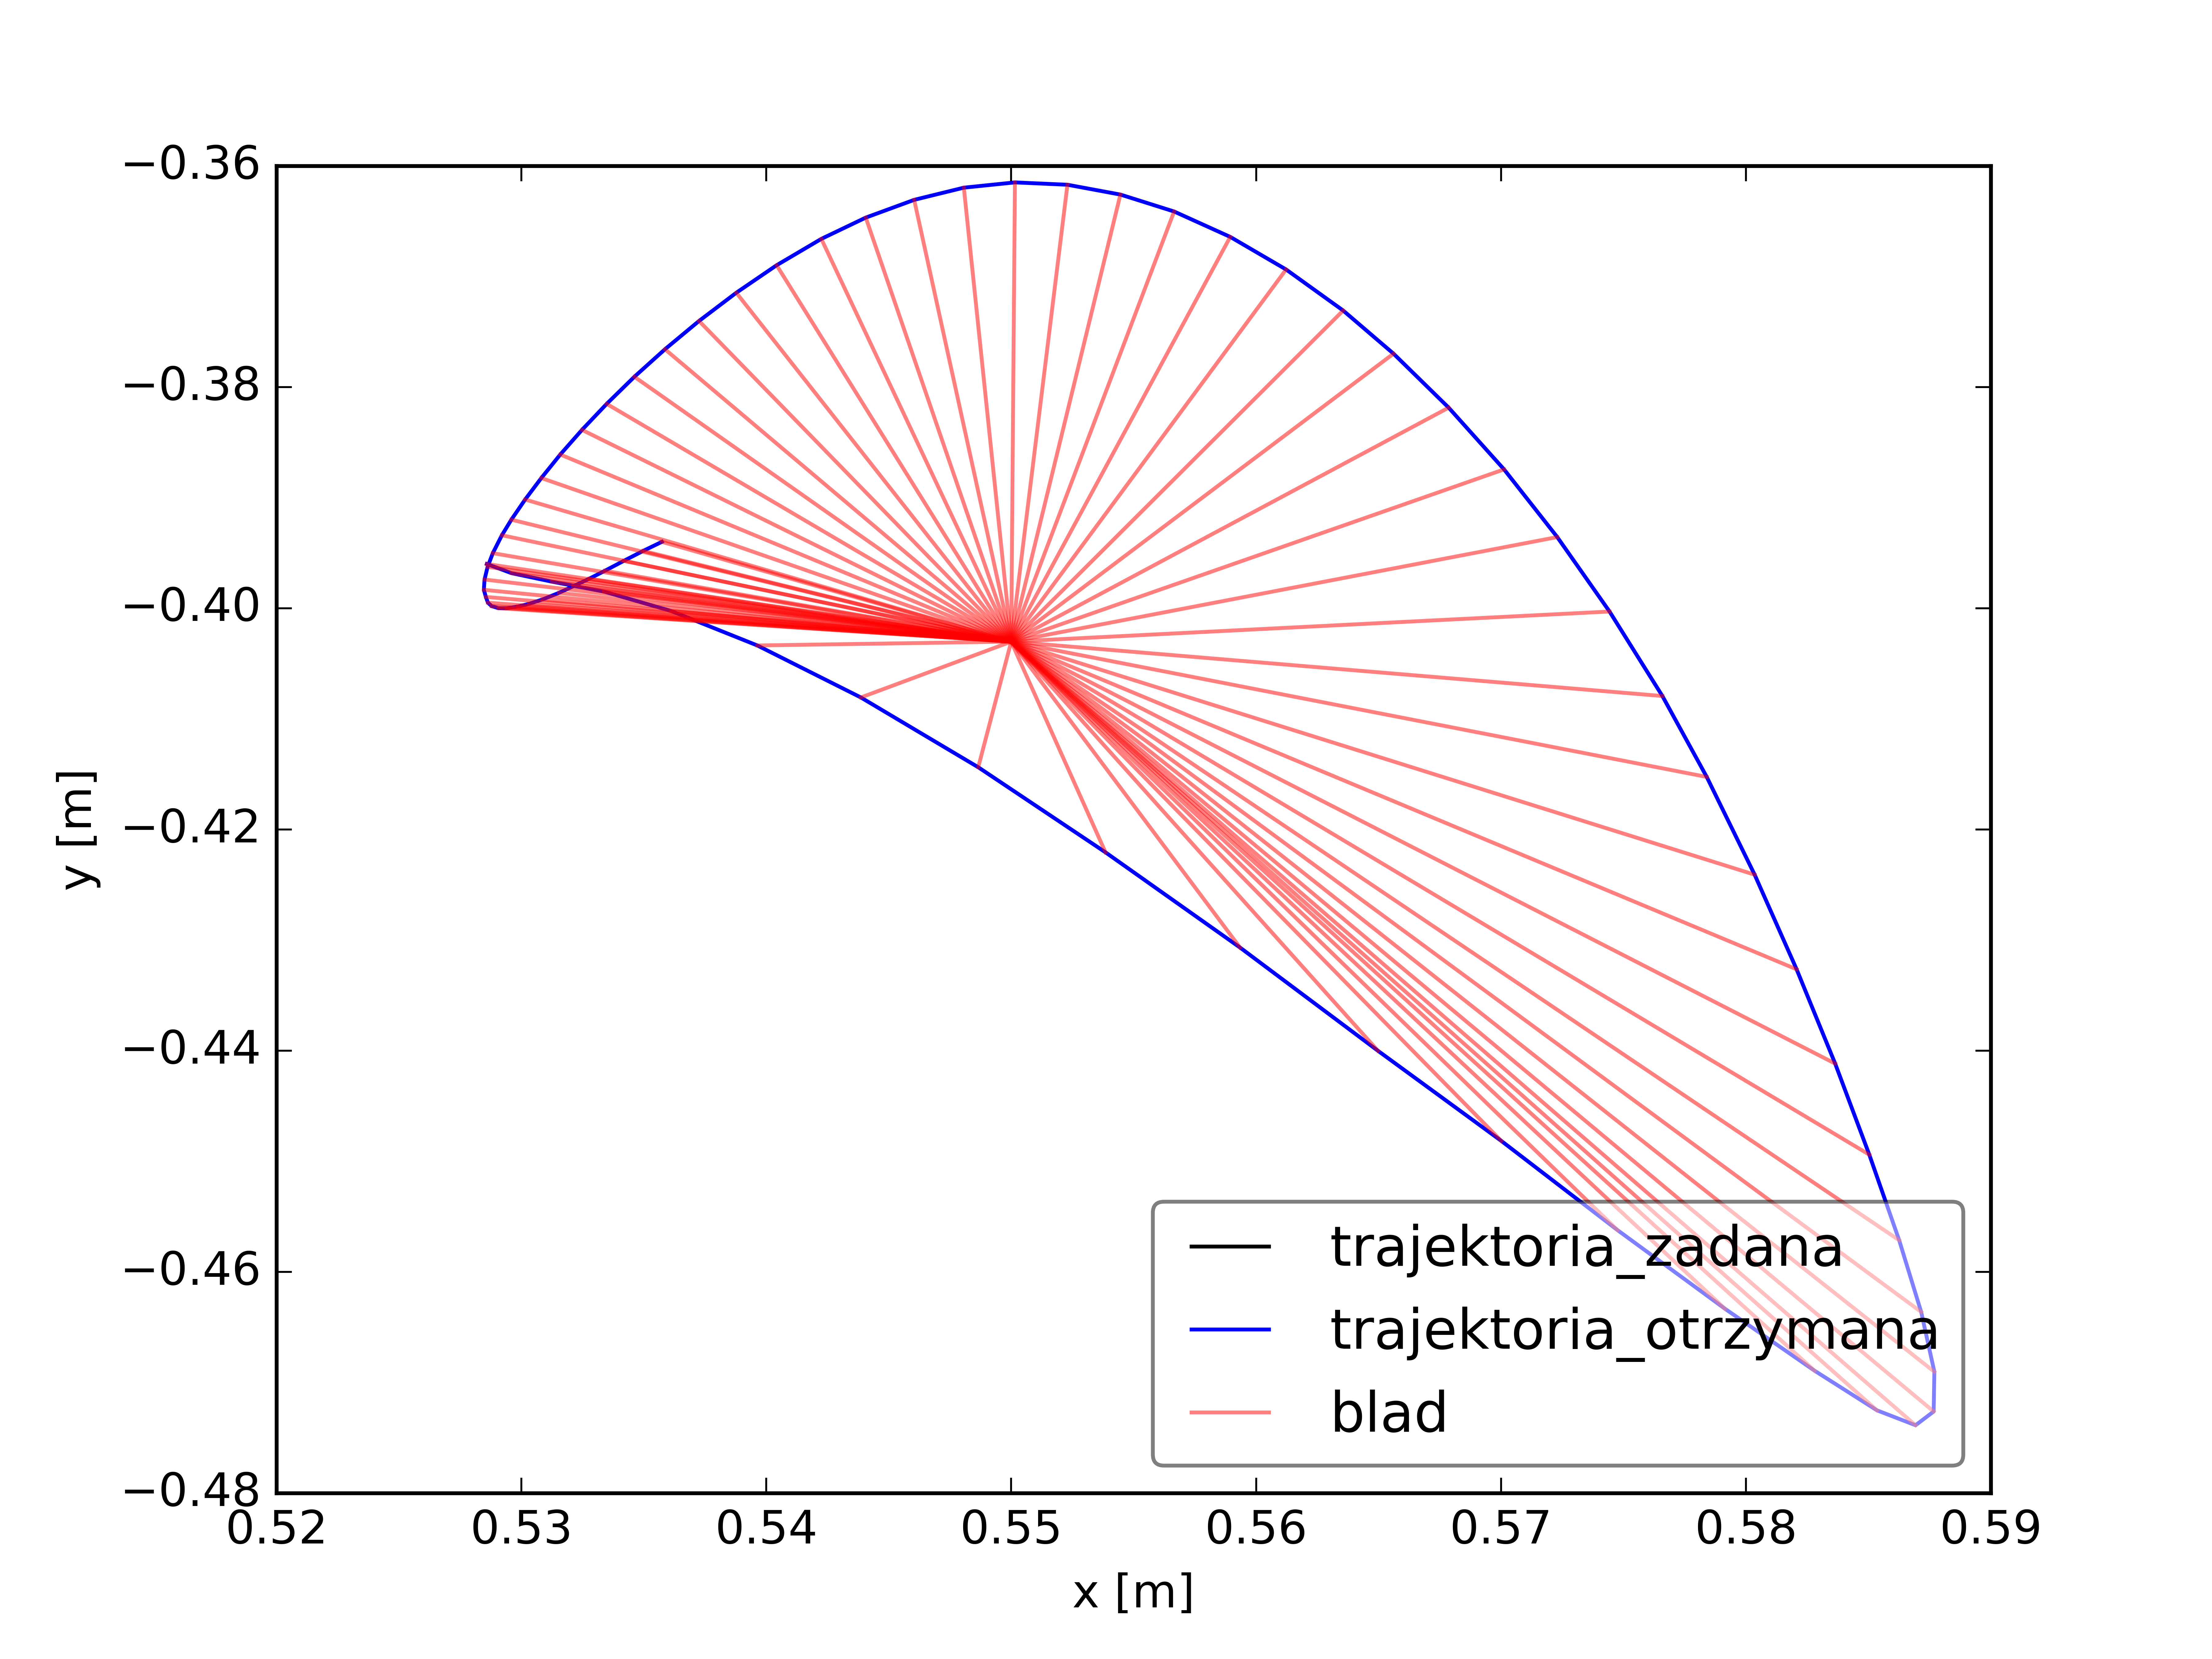 −0.36
−0.38
−0.40
−0.42
−0.44
−0.46
−0.48
y [m]
trajektoria_zadana
trajektoria_otrzymana
blad
0.52 0.53 0.54 0.55 0.56 0.57 0.58 0.59
x [m]